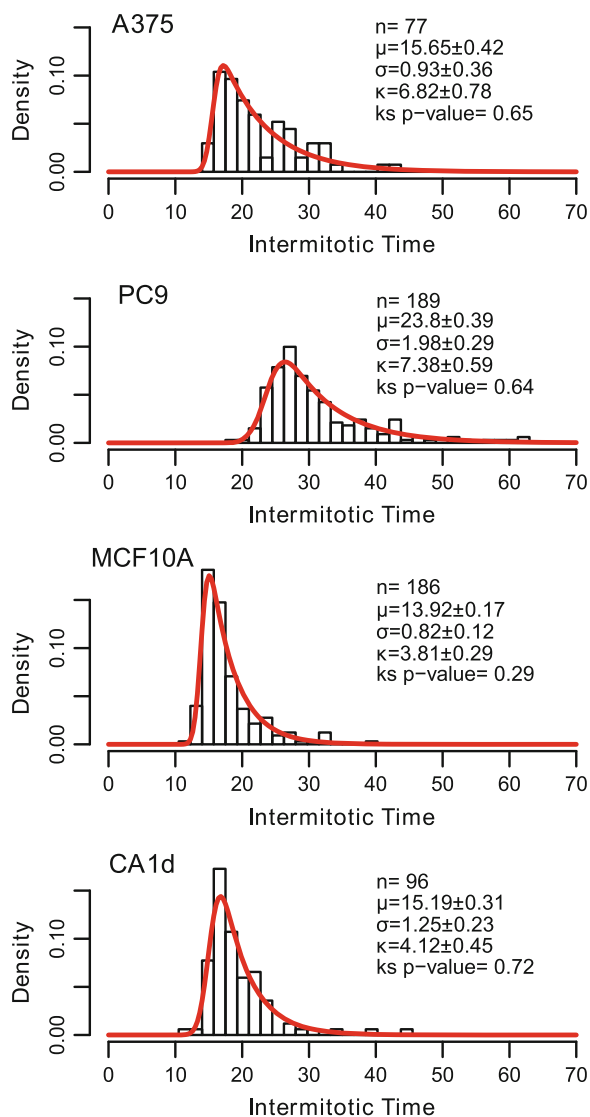 A375
n= 77
μ=15.65±0.42
σ=0.93±0.36
κ=6.82±0.78
ks p−value= 0.65
Density
0.00 0.10
0 10 20 30 40 50 60 70
Intermitotic Time
PC9
n= 189
μ=23.8±0.39
σ=1.98±0.29
κ=7.38±0.59
ks p−value= 0.64
Density
0.00 0.10
0 10 20 30 40 50 60 70
Intermitotic Time
MCF10A
n= 186
μ=13.92±0.17
σ=0.82±0.12
κ=3.81±0.29
ks p−value= 0.29
Density
0.00 0.10
0 10 20 30 40 50 60 70
Intermitotic Time
CA1d
n= 96
μ=15.19±0.31
σ=1.25±0.23
κ=4.12±0.45
ks p−value= 0.72
Density
0.00 0.10
0 10 20 30 40 50 60 70
Intermitotic Time